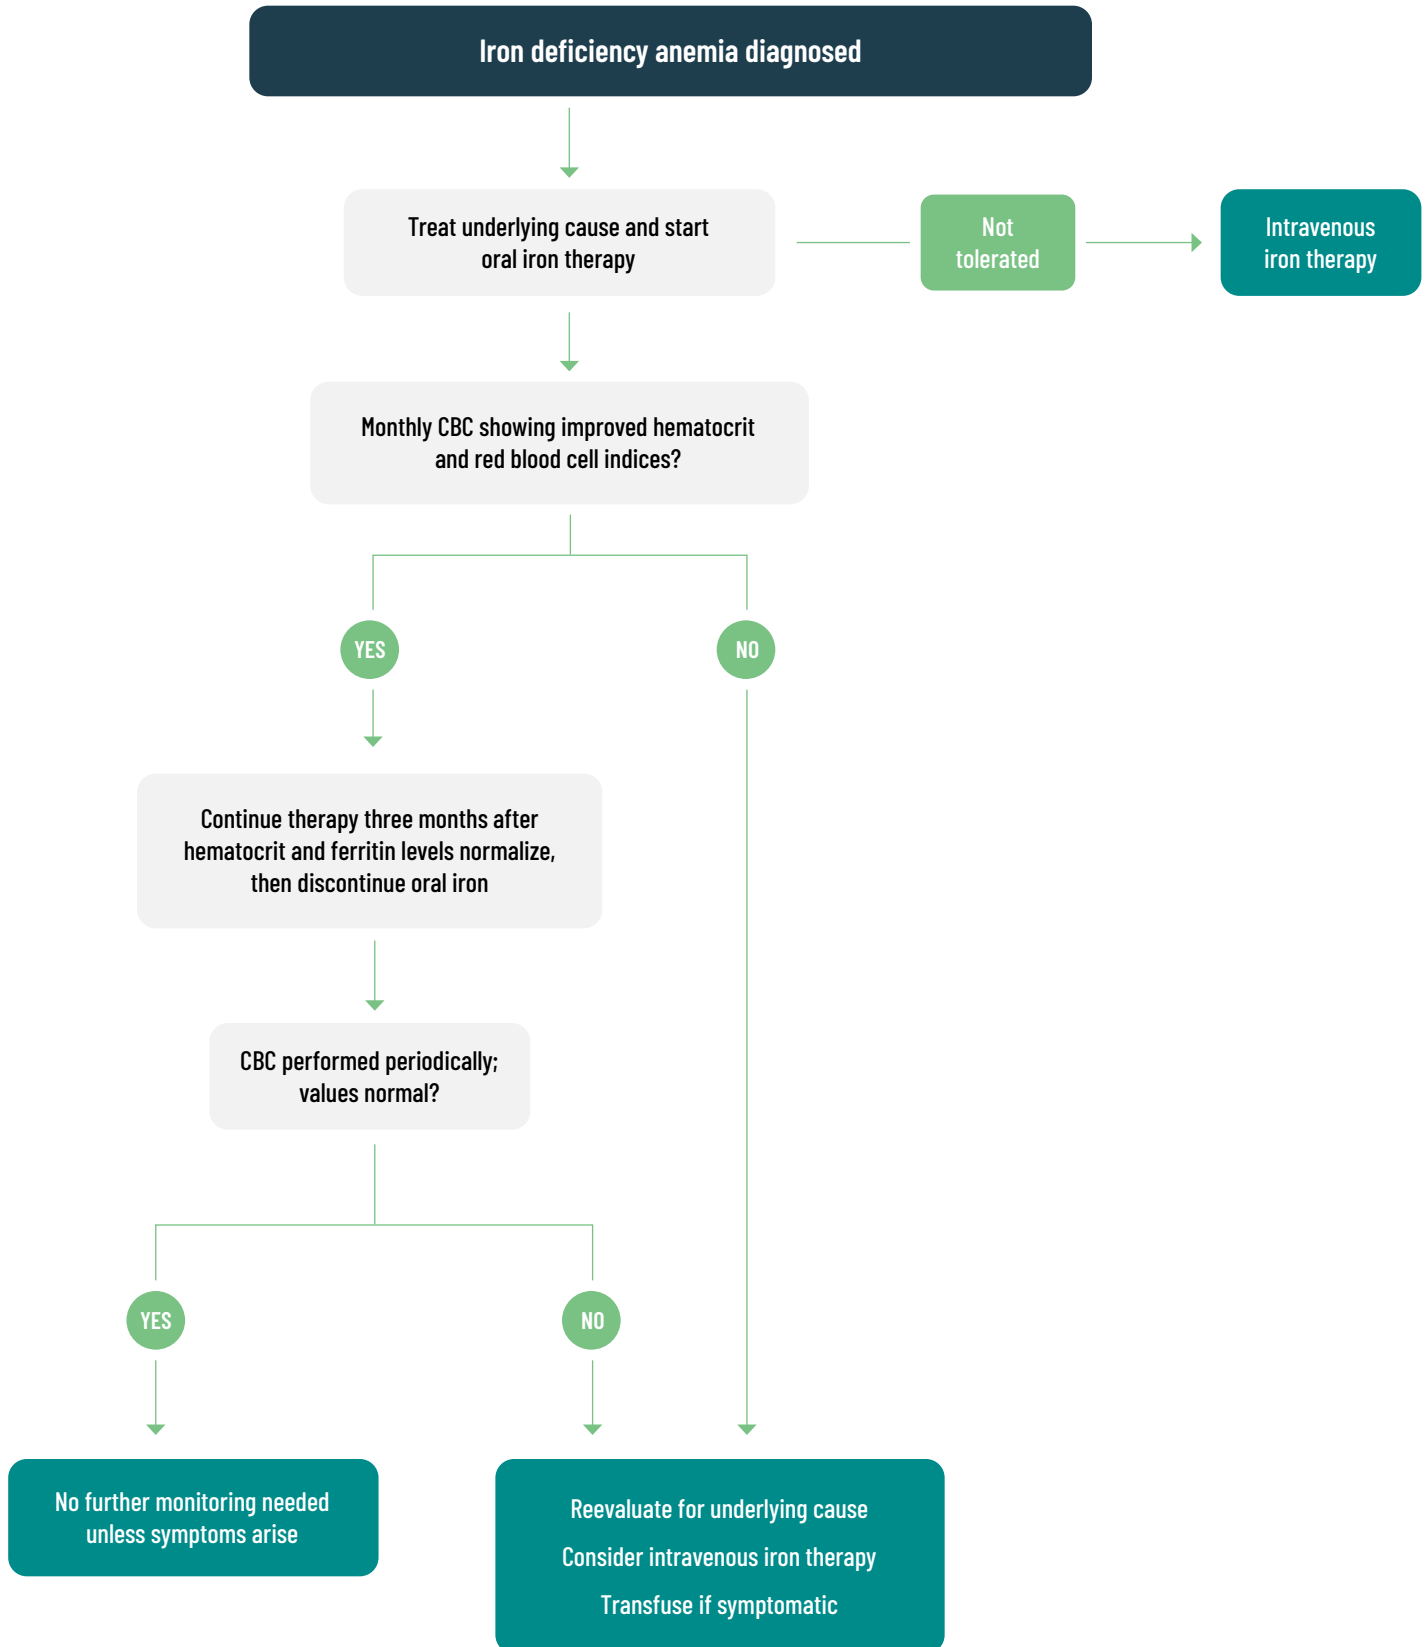 Iron deficiency anemia diagnosed
Treat underlying cause and start
oral iron therapy
Not
tolerated
Intravenous
iron therapy
Monthly CBC showing improved hematocrit
and red blood cell indices?
YES
NO
Continue therapy three months after
hematocrit and ferritin levels normalize,
then discontinue oral iron
CBC performed periodically;
values normal?
YES
NO
No further monitoring needed
unless symptoms arise
Reevaluate for underlying cause
Consider intravenous iron therapy
Transfuse if symptomatic